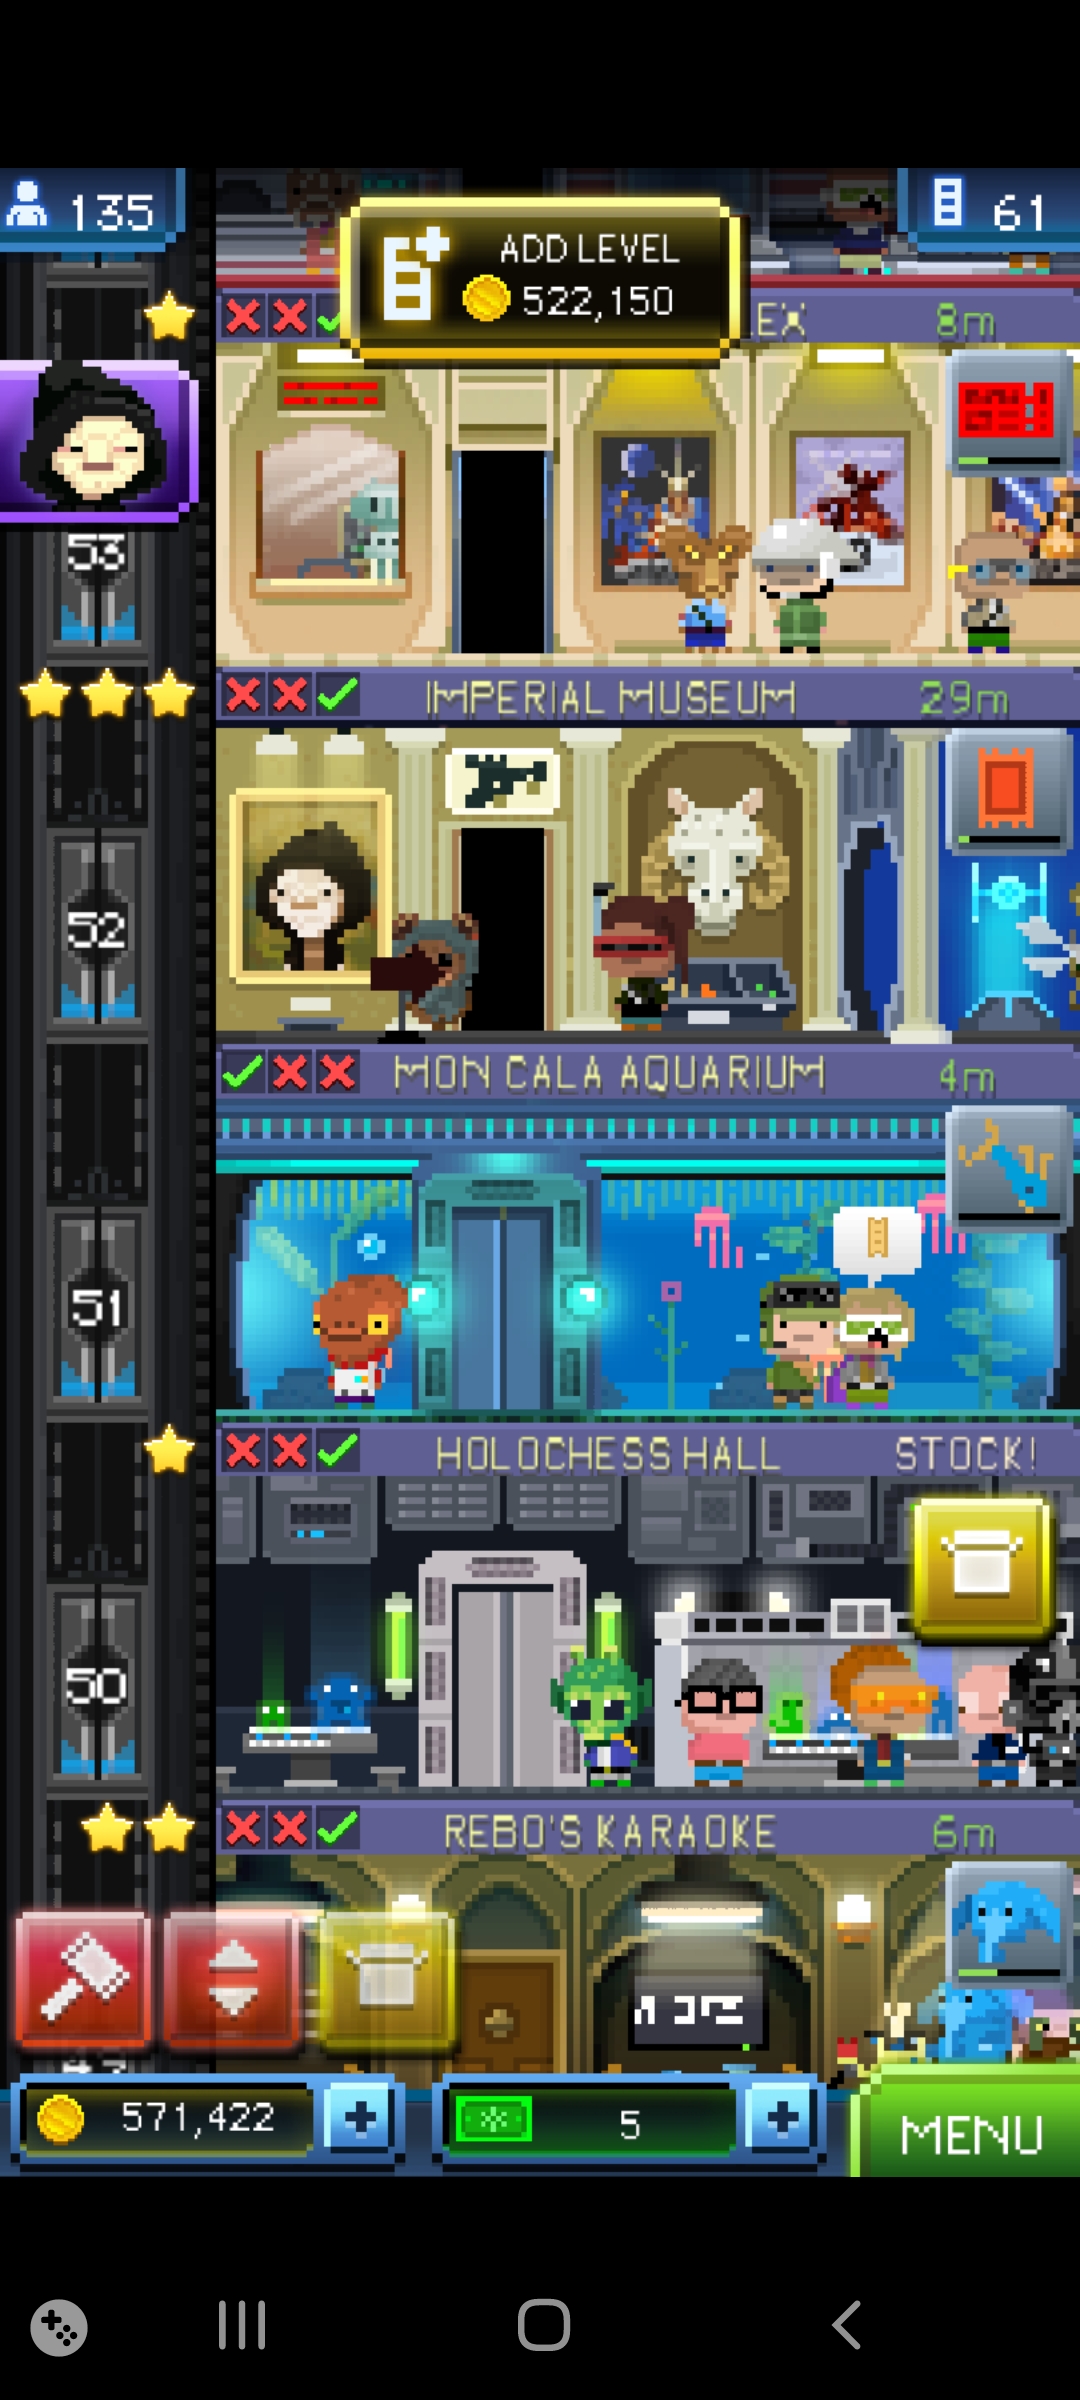 135
ADD LEVEL
522,150
61
EX
8m
53
IMPERIAL MUSEUM
29m
52
MON CALA AQUARIUM
4m
51
HOLOCHESS HALL
STOCK!
50
REBO'S KARAOKE
6m
571,422
5
MENU